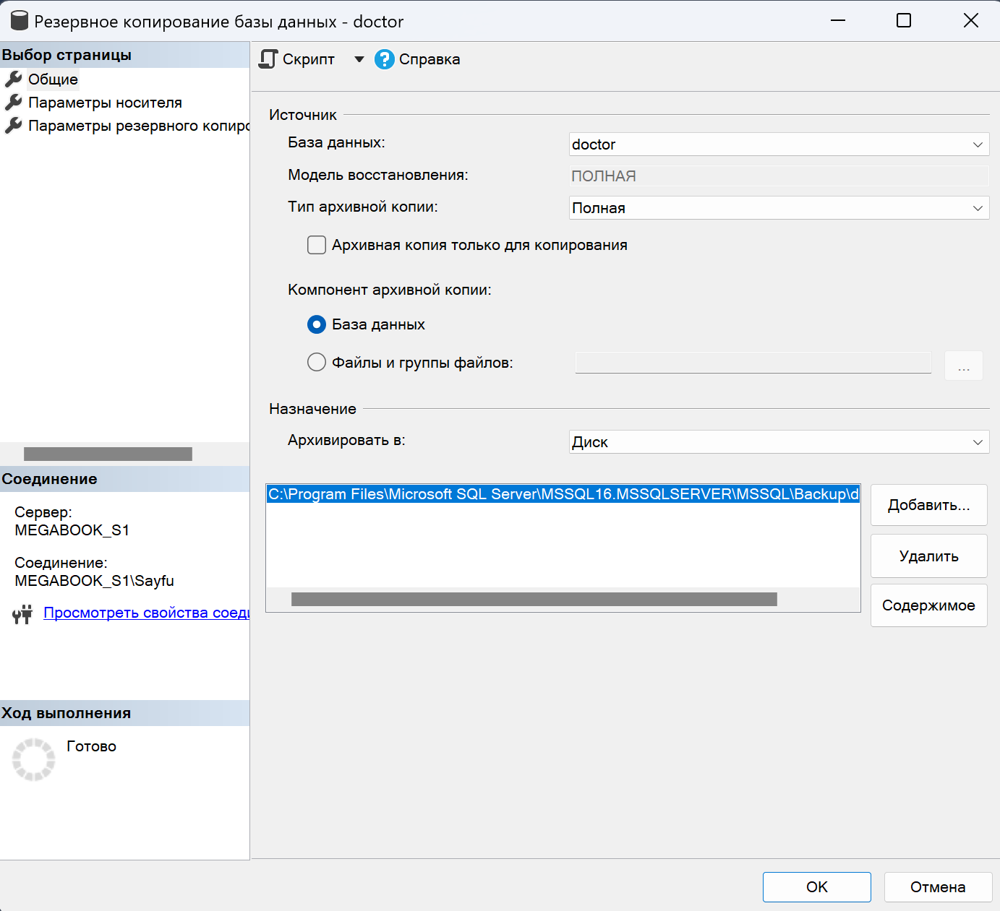 Резервное копирование базы данных - doctor
Выбор страницы
Общие
Параметры носителя
Параметры резервного копиро
Скрипт
Справка
Источник
База данных: doctor
Модель восстановления: ПОЛНАЯ
Тип архивной копии: Полная
Архивная копия только для копирования
Компонент архивной копии:
База данных
Файлы и группы файлов:
...
Назначение
Архивировать в: Диск
C:\Program Files\Microsoft SQL Server\MSSQL16.MSSQLSERVER\MSSQL\Backup\d
Добавить...
Удалить
Содержимое
Соединение
Сервер:
MEGABOOK_S1
Соединение:
MEGABOOK_S1\Sayfu
Просмотреть свойства соеди
Ход выполнения
Готово
OK
Отмена